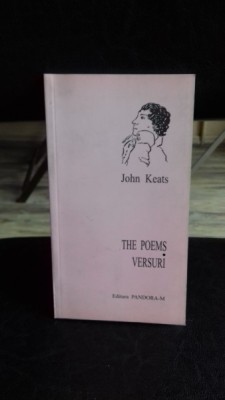 John Keats
THE POEMS
VERSURI
Editura PANDORA-M